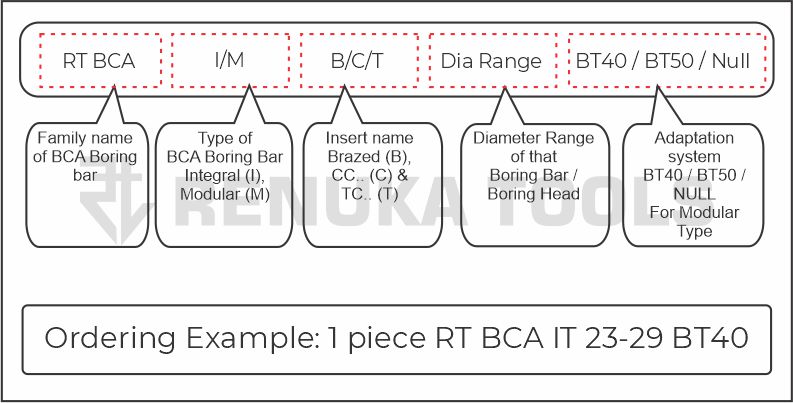 RT BCA I/M B/C/T Dia Range BT40 / BT50 / Null
Family name
of BCA Boring
bar
Type of
BCA Boring Bar
Integral (I),
Modular (M)
Insert name
Brazed (B),
CC.. (C) &
TC.. (T)
Diameter Range
of that
Boring Bar /
Boring Head
Adaptation
system
BT40 / BT50 /
NULL
For Modular
Type
RENUKA TOOLS
Ordering Example: 1 piece RT BCA IT 23-29 BT40